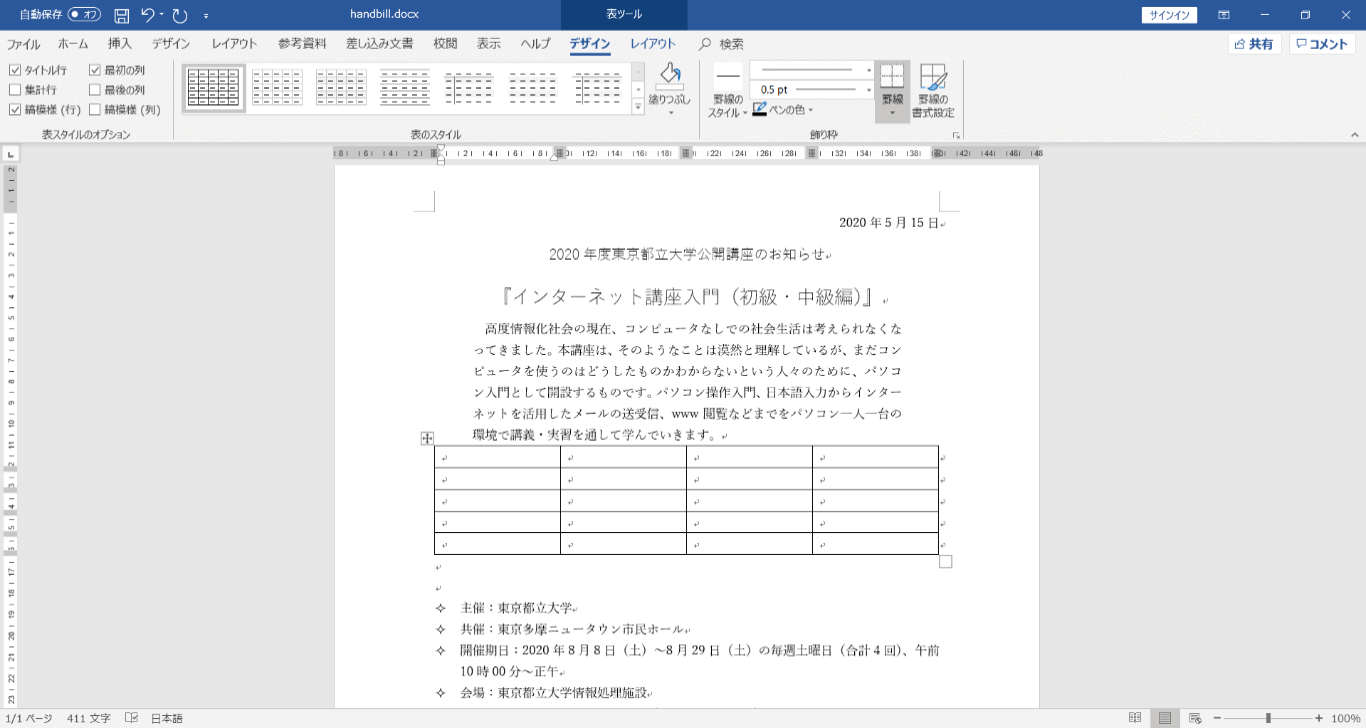 自動保存 オフ handbill.docx 表ツール サインイン
ファイル ホーム 挿入 デザイン レイアウト 参考資料 差し込み文書 校閲 表示 ヘルプ デザイン レイアウト 検索 共有 コメント
タイトル行 最初の列
集計行 最後の列
縞模様 (行) 縞模様 (列)
表スタイルのオプション
表のスタイル
塗りつぶし
罫線のスタイル
0.5 pt
ペンの色
罫線
罫線の書式設定
飾り枠
2020 年 5 月 15 日
2020 年度東京都立大学公開講座のお知らせ
『インターネット講座入門（初級・中級編）』
高度情報化社会の現在、コンピュータなしでの社会生活は考えられなくな
ってきました。本講座は、そのようなことは漠然と理解しているが、まだコン
ピュータを使うのはどうしたものかわからないという人々のために、パソコ
ン入門として開設するものです。パソコン操作入門、日本語入力からインター
ネットを活用したメールの送受信、www 閲覧などまでをパソコン一人一台の
環境で講義・実習を通して学んでいきます。
主催：東京都立大学
共催：東京多摩ニュータウン市民ホール
開催期日：2020 年 8 月 8 日（土）～8 月 29 日（土）の毎週土曜日（合計 4 回）、午前
10 時 00 分～正午
会場：東京都立大学情報処理施設
1/1 ページ 411 文字 日本語 100%